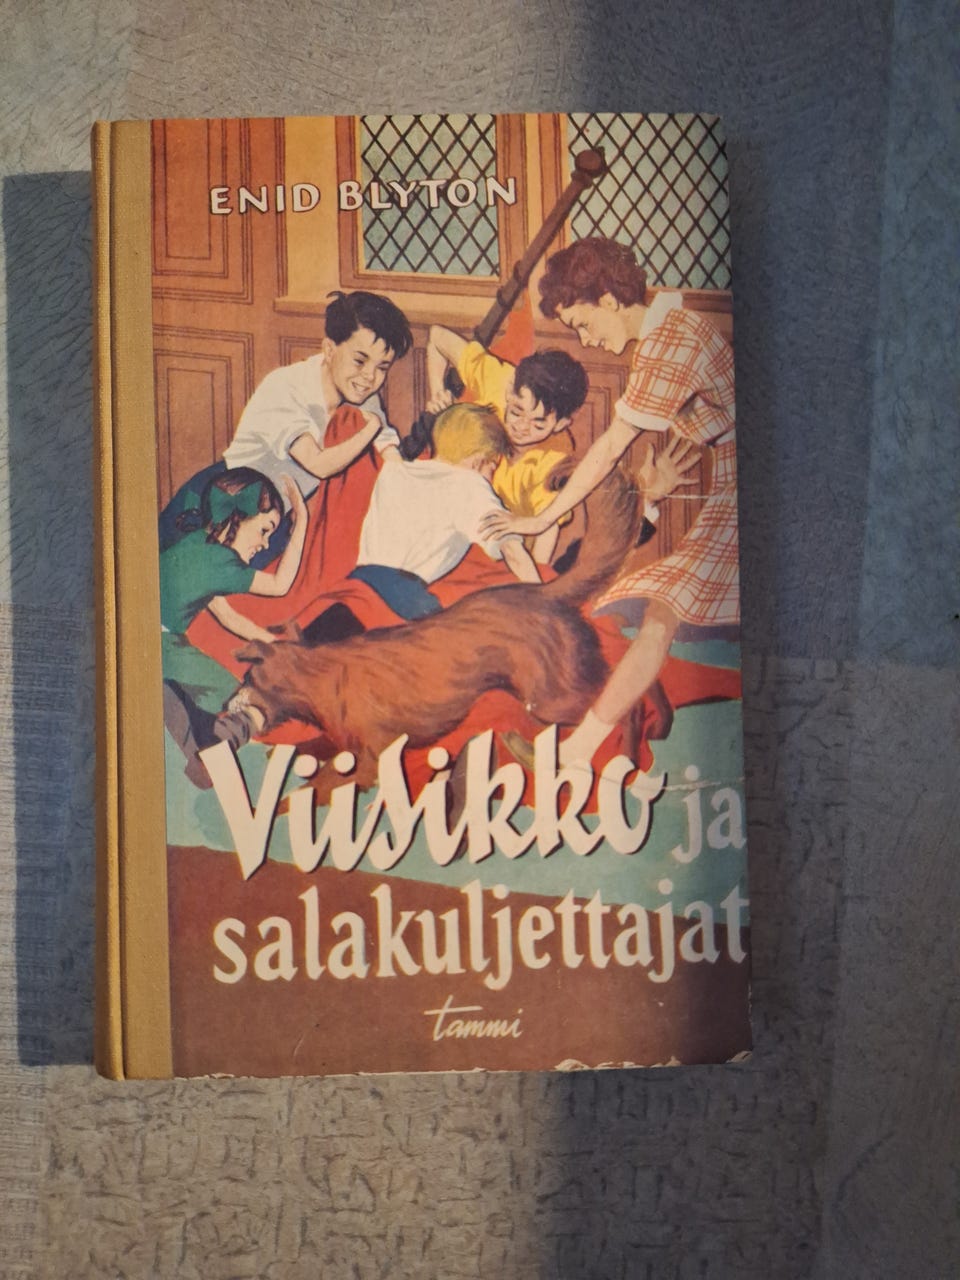 ENID BLYTON
Viisikko ja
salakuljettajat
tammi